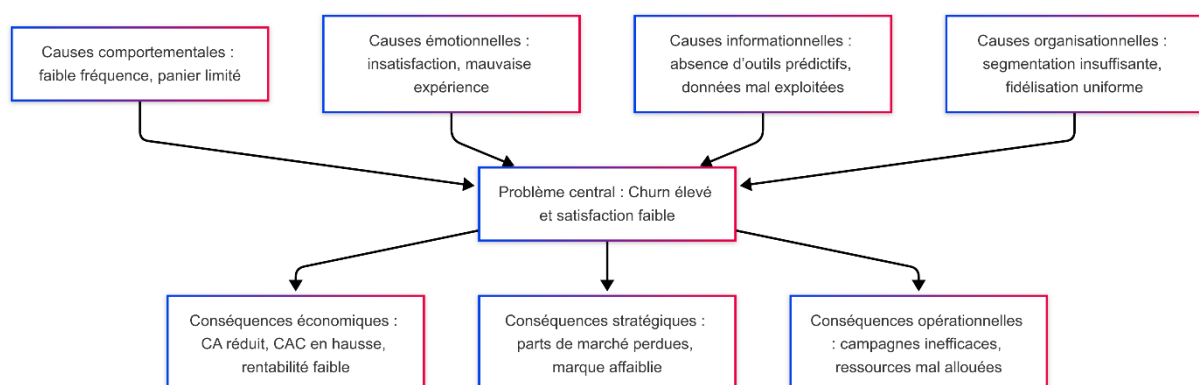 Causes comportementales :
faible fréquence, panier limité
Causes émotionnelles :
insatisfaction, mauvaise
expérience
Causes informationnelles :
absence d'outils prédictifs,
données mal exploitées
Causes organisationnelles :
segmentation insuffisante,
fidélisation uniforme
Problème central : Churn élevé
et satisfaction faible
Conséquences économiques :
CA réduit, CAC en hausse,
rentabilité faible
Conséquences stratégiques :
parts de marché perdues,
marque affaiblie
Conséquences opérationnelles
: campagnes inefficaces,
ressources mal allouées